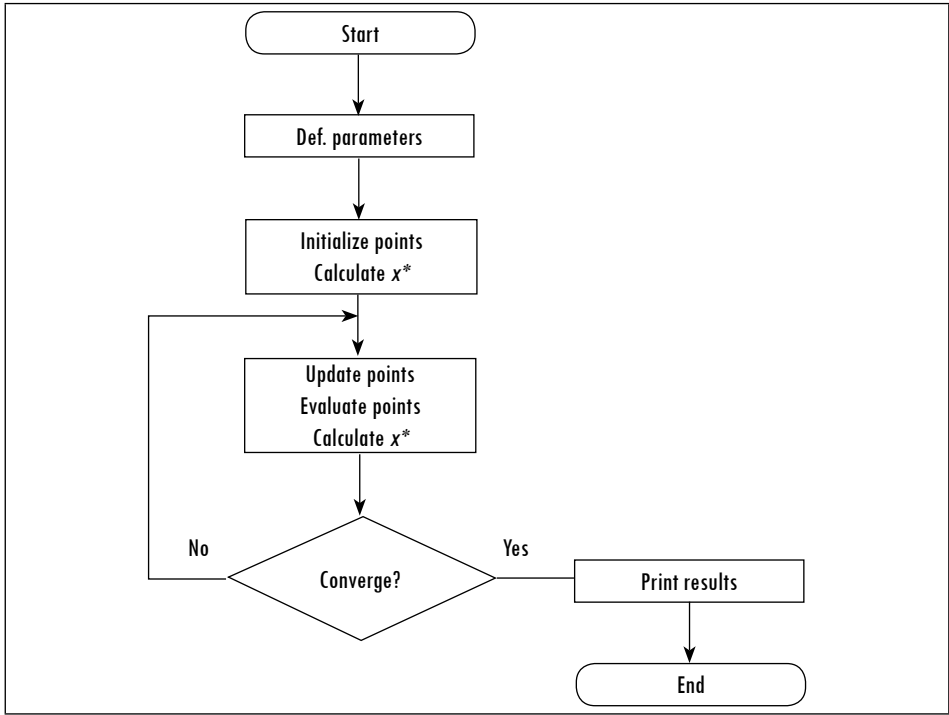 Start
Def. parameters
Initialize points
Calculate x*
Update points
Evaluate points
Calculate x*
No
Converge?
Yes
Print results
End